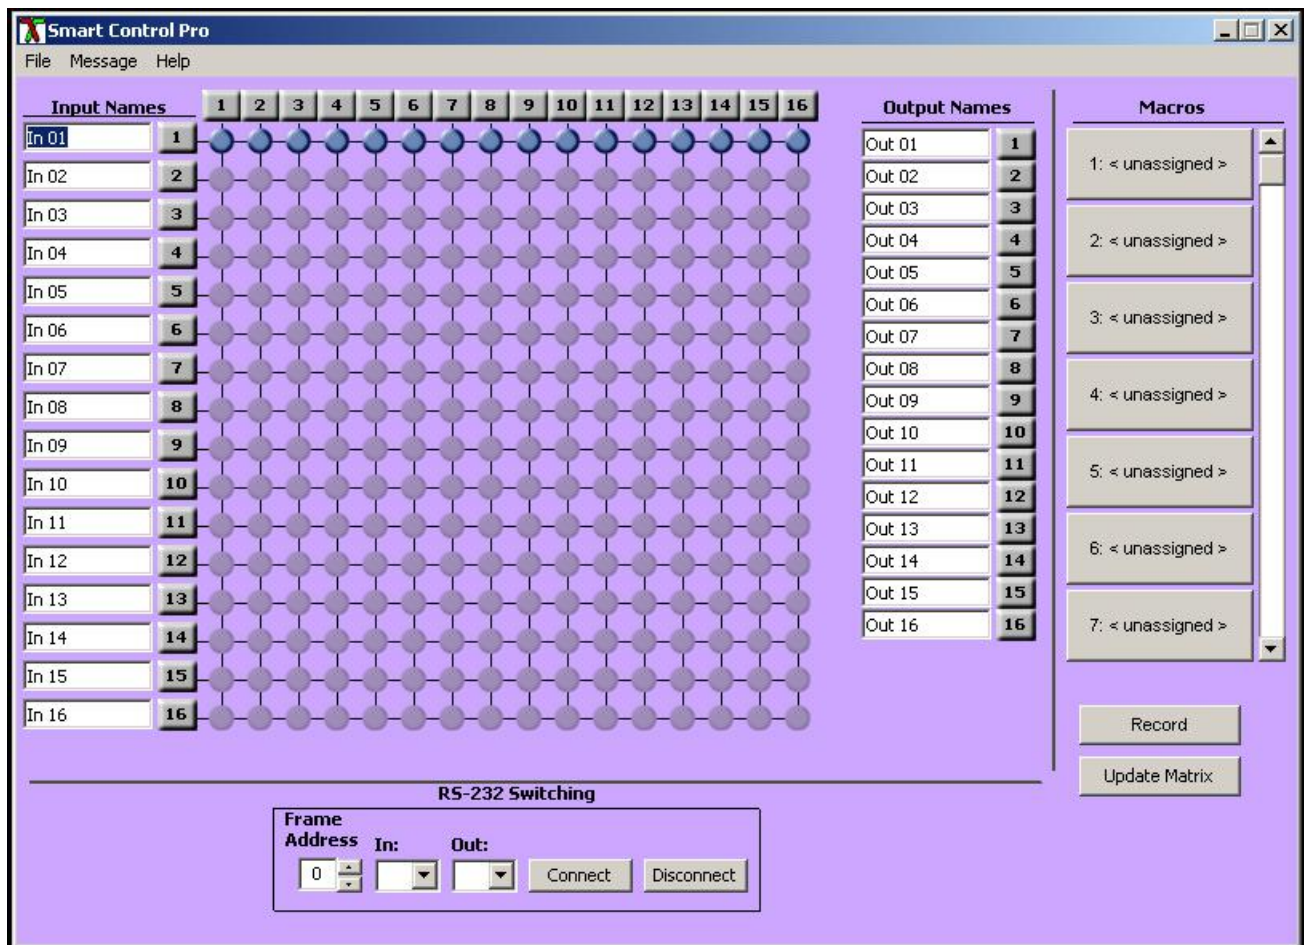 Smart Control Pro
File Message Help
Input Names 1 2 3 4 5 6 7 8 9 10 11 12 13 14 15 16 Output Names Macros
In 01 1
In 02 2
In 03 3
In 04 4
In 05 5
In 06 6
In 07 7
In 08 8
In 09 9
In 10 10
In 11 11
In 12 12
In 13 13
In 14 14
In 15 15
In 16 16
Out 01 1
Out 02 2
Out 03 3
Out 04 4
Out 05 5
Out 06 6
Out 07 7
Out 08 8
Out 09 9
Out 10 10
Out 11 11
Out 12 12
Out 13 13
Out 14 14
Out 15 15
Out 16 16
1: < unassigned >
2: < unassigned >
3: < unassigned >
4: < unassigned >
5: < unassigned >
6: < unassigned >
7: < unassigned >
Record
Update Matrix
RS-232 Switching
Frame
Address In: Out:
0 Connect Disconnect